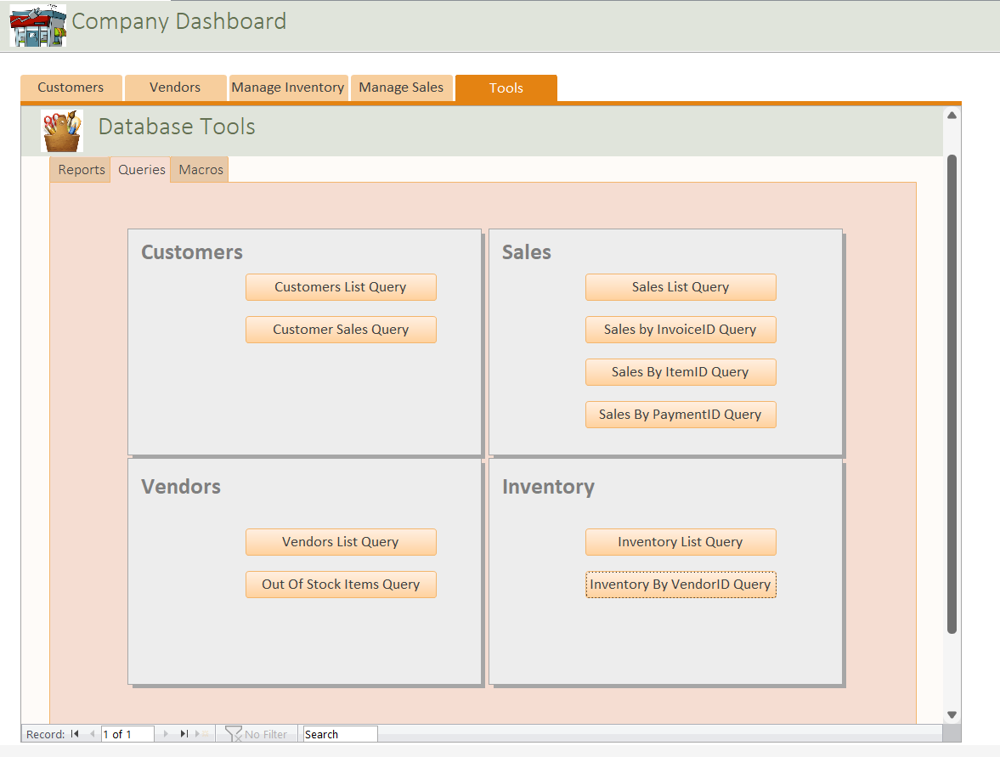 Company Dashboard
Customers Vendors Manage Inventory Manage Sales Tools
Database Tools
Reports Queries Macros
Customers
Customers List Query
Customer Sales Query
Sales
Sales List Query
Sales by InvoiceID Query
Sales By ItemID Query
Sales By PaymentID Query
Vendors
Vendors List Query
Out Of Stock Items Query
Inventory
Inventory List Query
Inventory By VendorID Query
Record: 1 of 1 No Filter Search